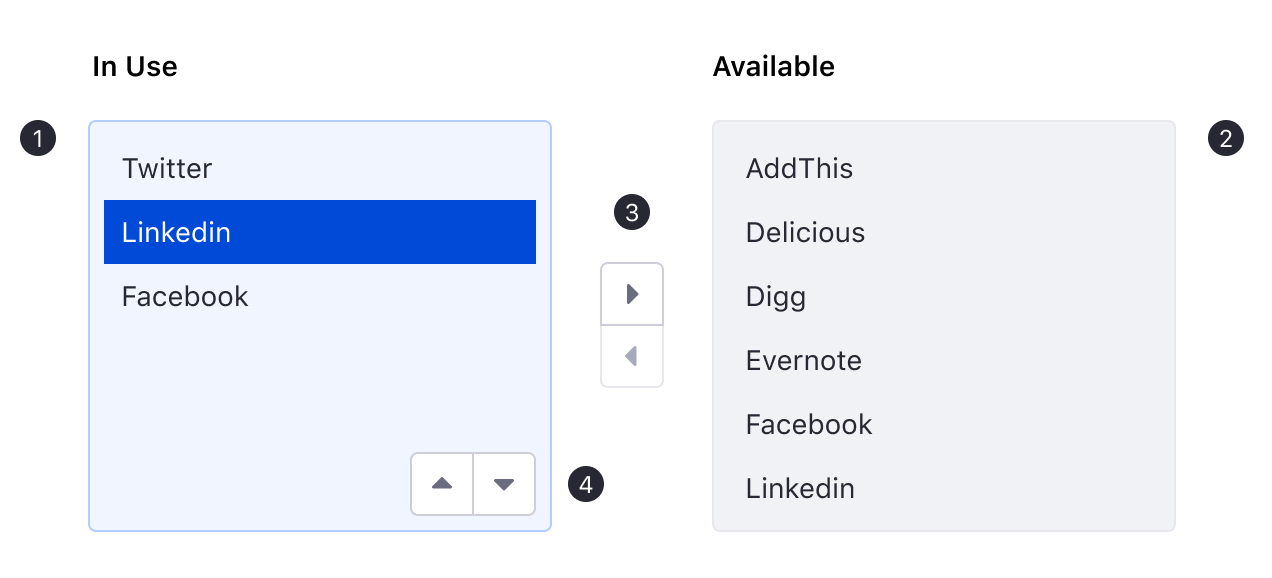 In Use
Available
1
Twitter
Linkedin
Facebook
4
3
AddThis
Delicious
Digg
Evernote
Facebook
Linkedin
2